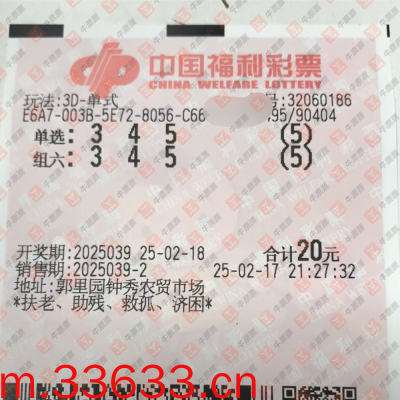 中国福利彩票
CHINA WELFARE LOTTERY
玩法:3D-单式 号:32060186
E6A7-003B-5E72-8056-C66 95/90404
单选: 3 4 5 (5)
组六: 3 4 5 (5)
开奖期:2025039 25-02-18 合计20元
销售期:2025039-2 25-02-17 21:27:32
地址:郭里园钟秀农贸市场
*扶老、助残、救孤、济困*
m.33633.cn